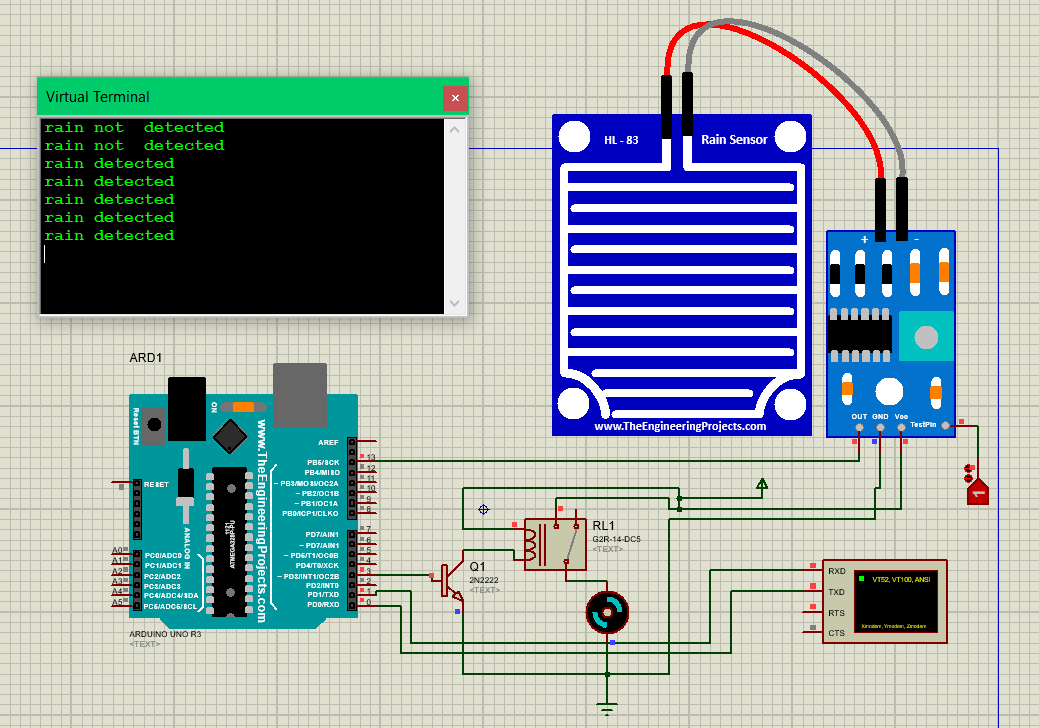 Virtual Terminal
rain not detected
rain not detected
rain detected
rain detected
rain detected
rain detected
rain detected
HL - 83
Rain Sensor
www.TheEngineeringProjects.com
+ -
OUT GND Vcc TestPin
1
ARD1
Reset BTN
ON
www.TheEngineeringProjects.com
AREF
PB5/SCK 13
PB4/MISO 12
~ PB3/MOSI/OC2A 11
~ PB2/OC1B 10
~ PB1/OC1A 9
PB0/ICP1/CLKO 8
RESET
ANALOG IN
PD7/AIN1 7
~ PD6/AIN0 6
~ PD5/T1/OC0B 5
PD4/T0/XCK 4
~ PD3/INT1/OC2B 3
PD2/INT0 2
PD1/TXD 1
PD0/RXD 0
A0 PC0/ADC0
A1 PC1/ADC1
A2 PC2/ADC2
A3 PC3/ADC3
A4 PC4/ADC4/SDA
A5 PC5/ADC5/SCL
1121
ARDUINO UNO R3
<TEXT>
Q1
2N2222
<TEXT>
RL1
G2R-14-DC5
<TEXT>
RXD
TXD
RTS
CTS
VT52, VT100, ANSI
Xmodem, Ymodem, Zmodem